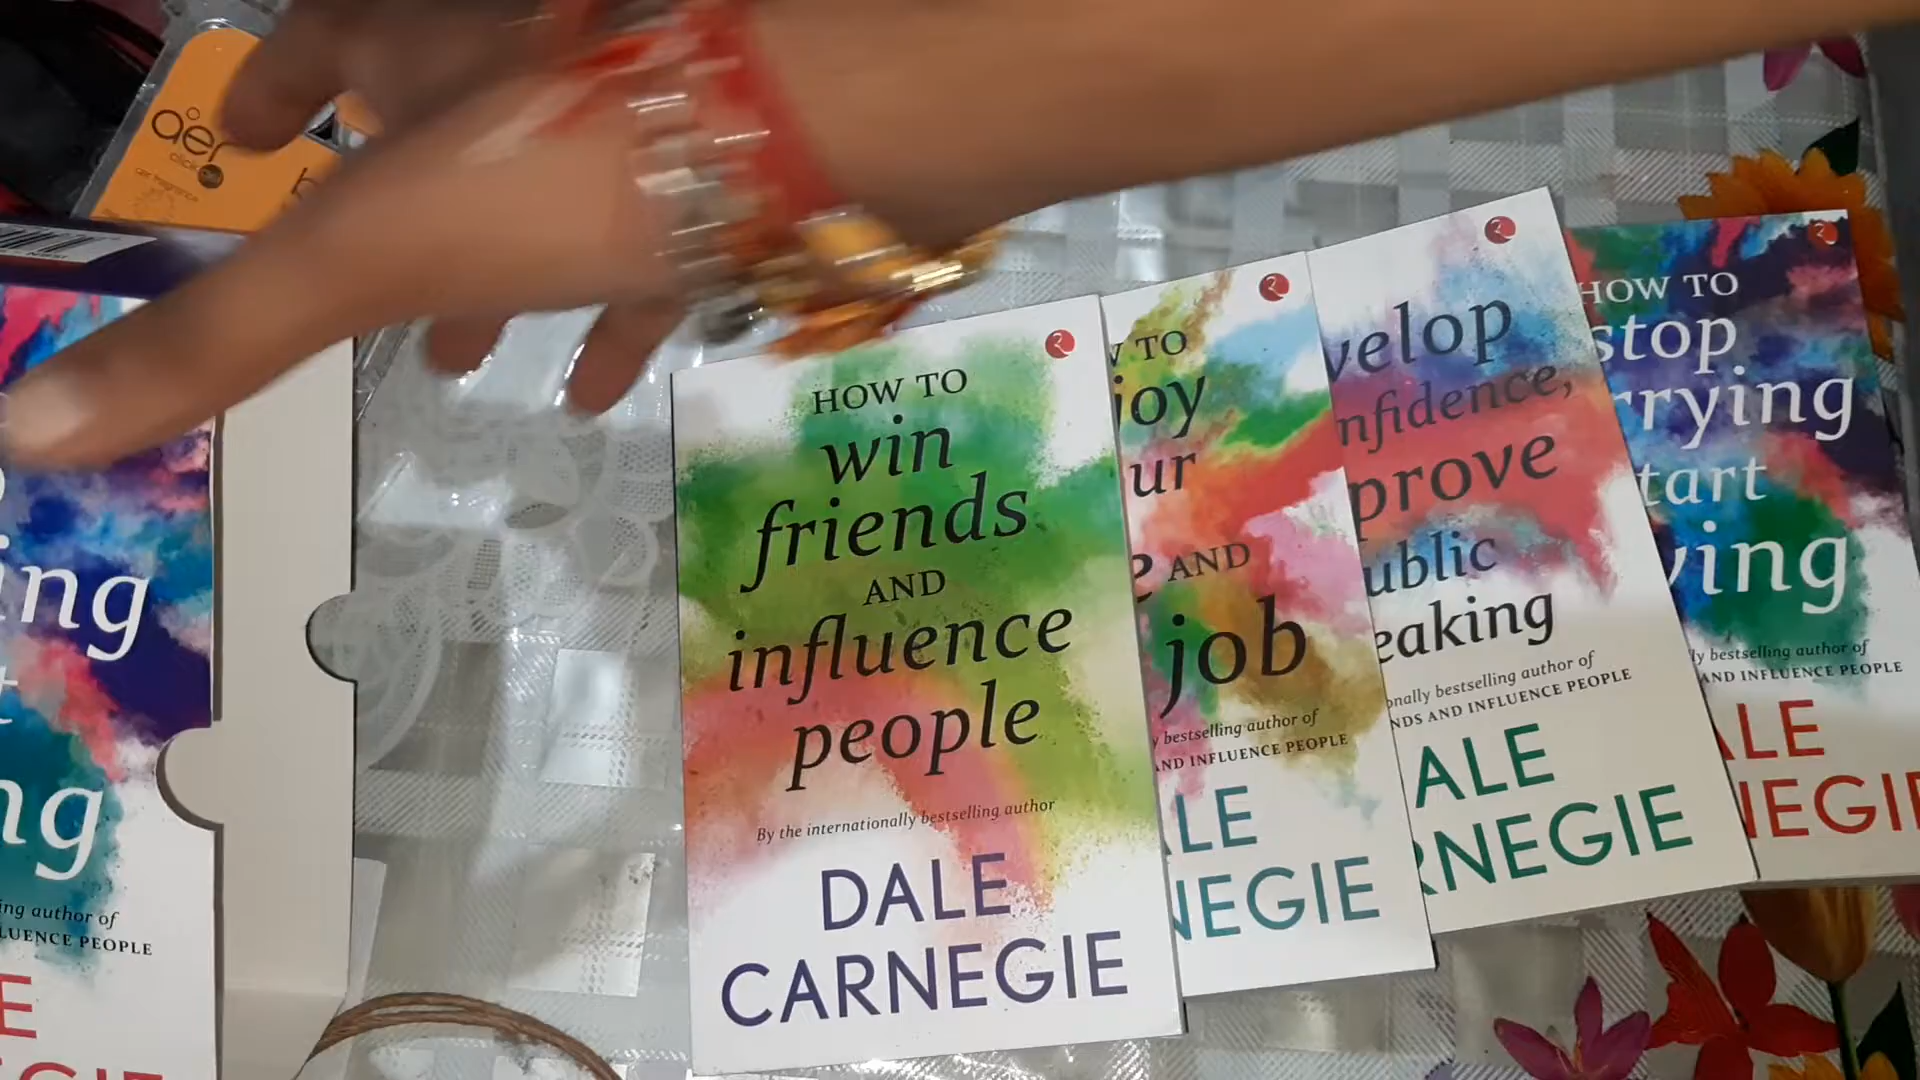 aer
click
HOW TO
win
friends
AND
influence
people
By the internationally bestselling author
DALE
CARNEGIE
TO
joy
ur
AND
job
bestselling author of
AND INFLUENCE PEOPLE
LE
NEGIE
velop
nfidence,
prove
ublic
eaking
onally bestselling author of
NDS AND INFLUENCE PEOPLE
ALE
RNEGIE
HOW TO
stop
rrying
tart
ving
ly bestselling author of
AND INFLUENCE PEOPLE
ALE
NEGIE
ing
ng
ing author of
LUENCE PEOPLE
E